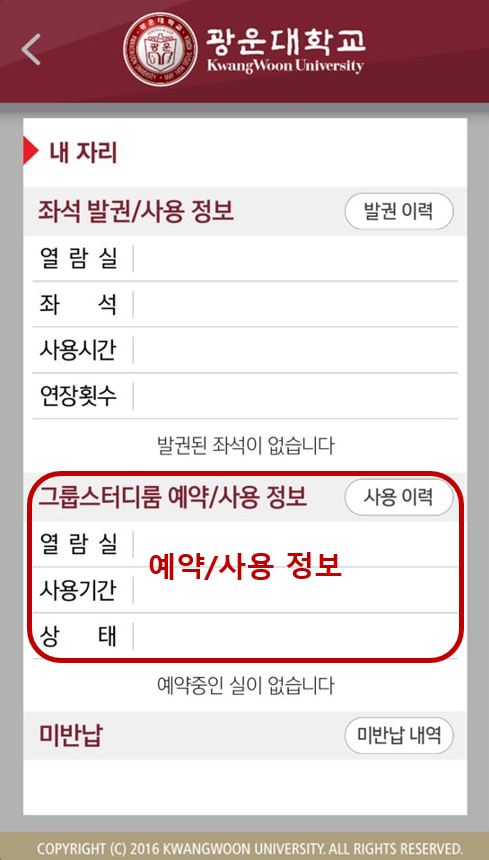 광운대학교
KwangWoon University
내 자리
좌석 발권/사용 정보 발권 이력
열 람 실
좌 석
사용시간
연장횟수
발권된 좌석이 없습니다
그룹스터디룸 예약/사용 정보 사용 이력
열 람 실
예약/사용 정보
사용기간
상 태
예약중인 실이 없습니다
미반납 미반납 내역
COPYRIGHT (C) 2016 KWANGWOON UNIVERSITY. ALL RIGHTS RESERVED.